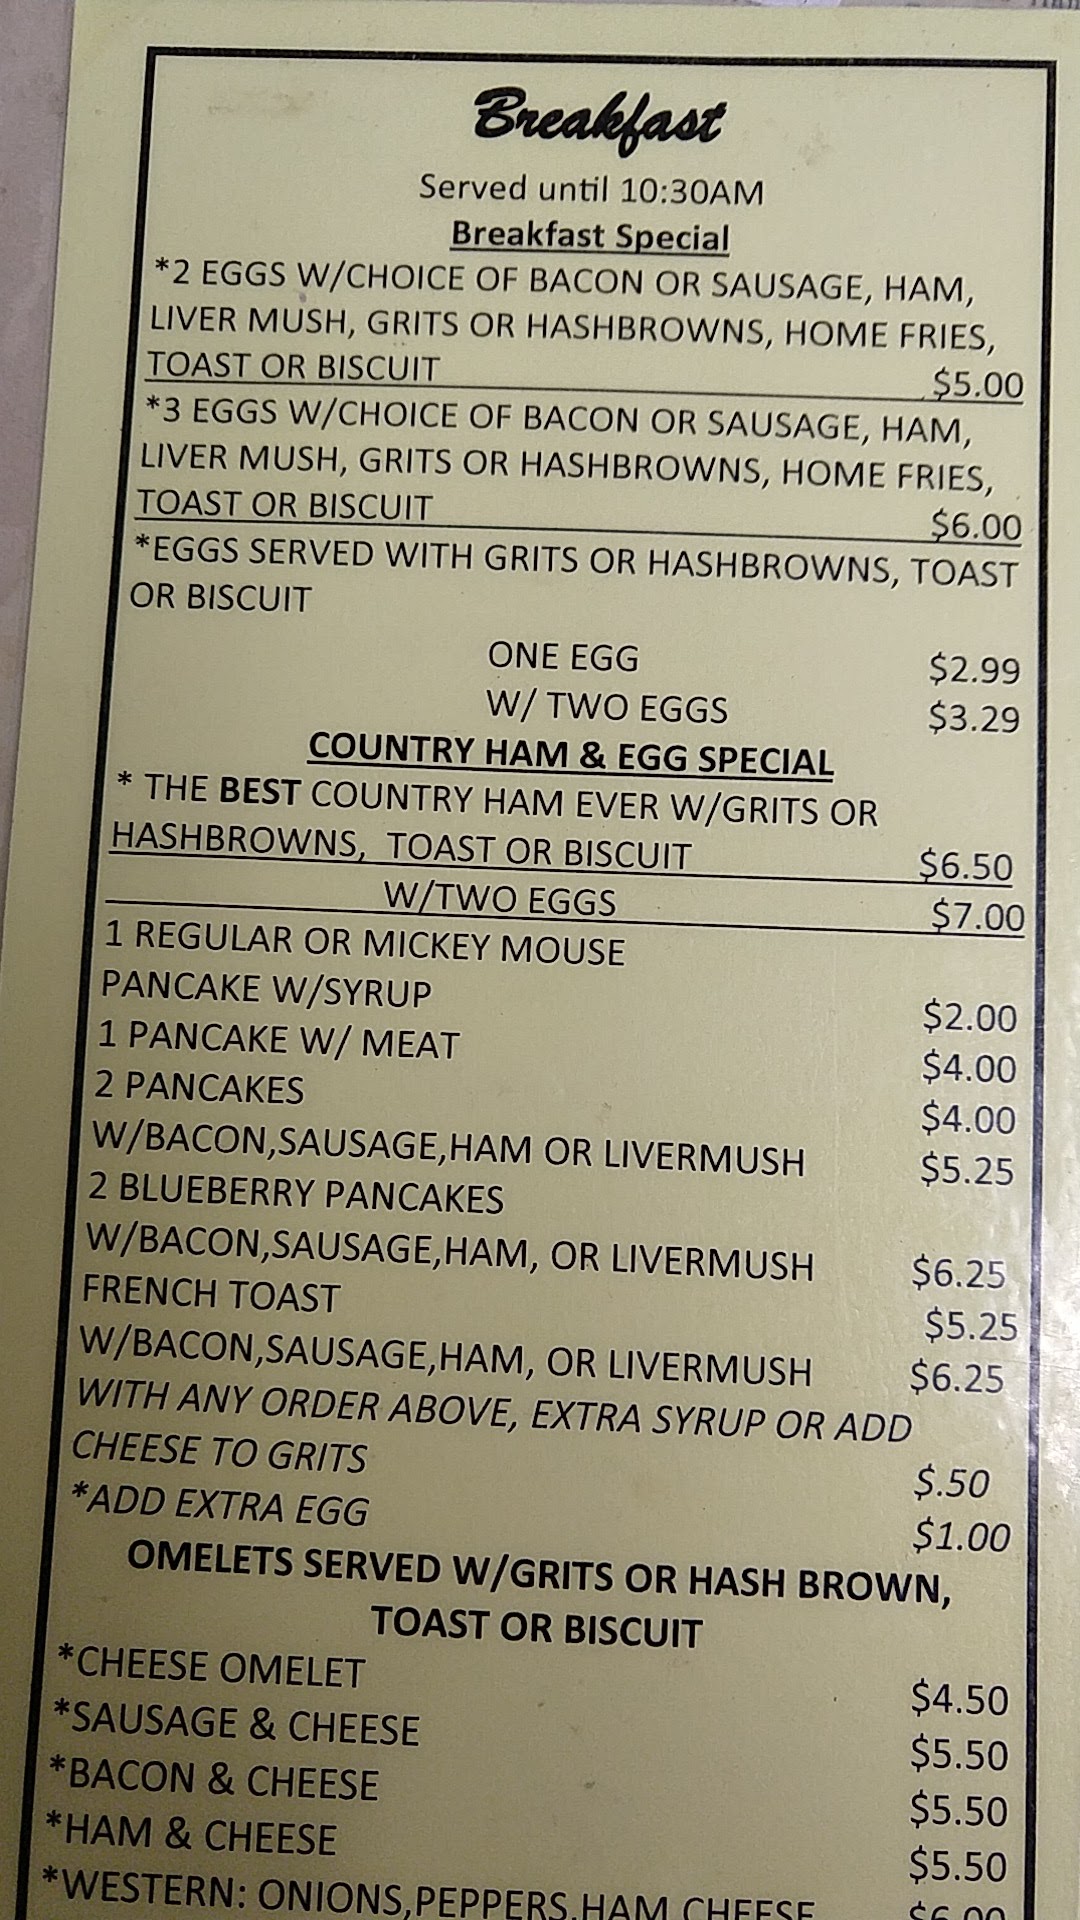 Breakfast
Served until 10:30AM
Breakfast Special
*2 EGGS W/CHOICE OF BACON OR SAUSAGE, HAM,
LIVER MUSH, GRITS OR HASHBROWNS, HOME FRIES,
TOAST OR BISCUIT $5.00
*3 EGGS W/CHOICE OF BACON OR SAUSAGE, HAM,
LIVER MUSH, GRITS OR HASHBROWNS, HOME FRIES,
TOAST OR BISCUIT $6.00
*EGGS SERVED WITH GRITS OR HASHBROWNS, TOAST
OR BISCUIT
ONE EGG $2.99
W/ TWO EGGS $3.29
COUNTRY HAM & EGG SPECIAL
* THE BEST COUNTRY HAM EVER W/GRITS OR
HASHBROWNS, TOAST OR BISCUIT $6.50
W/TWO EGGS $7.00
1 REGULAR OR MICKEY MOUSE
PANCAKE W/SYRUP $2.00
1 PANCAKE W/ MEAT $4.00
2 PANCAKES $4.00
W/BACON,SAUSAGE,HAM OR LIVERMUSH $5.25
2 BLUEBERRY PANCAKES
W/BACON,SAUSAGE,HAM, OR LIVERMUSH $6.25
FRENCH TOAST $5.25
W/BACON,SAUSAGE,HAM, OR LIVERMUSH $6.25
WITH ANY ORDER ABOVE, EXTRA SYRUP OR ADD
CHEESE TO GRITS $.50
*ADD EXTRA EGG $1.00
OMELETS SERVED W/GRITS OR HASH BROWN,
TOAST OR BISCUIT
*CHEESE OMELET $4.50
*SAUSAGE & CHEESE $5.50
*BACON & CHEESE $5.50
*HAM & CHEESE $5.50
*WESTERN: ONIONS,PEPPERS,HAM CHEESE $6.00